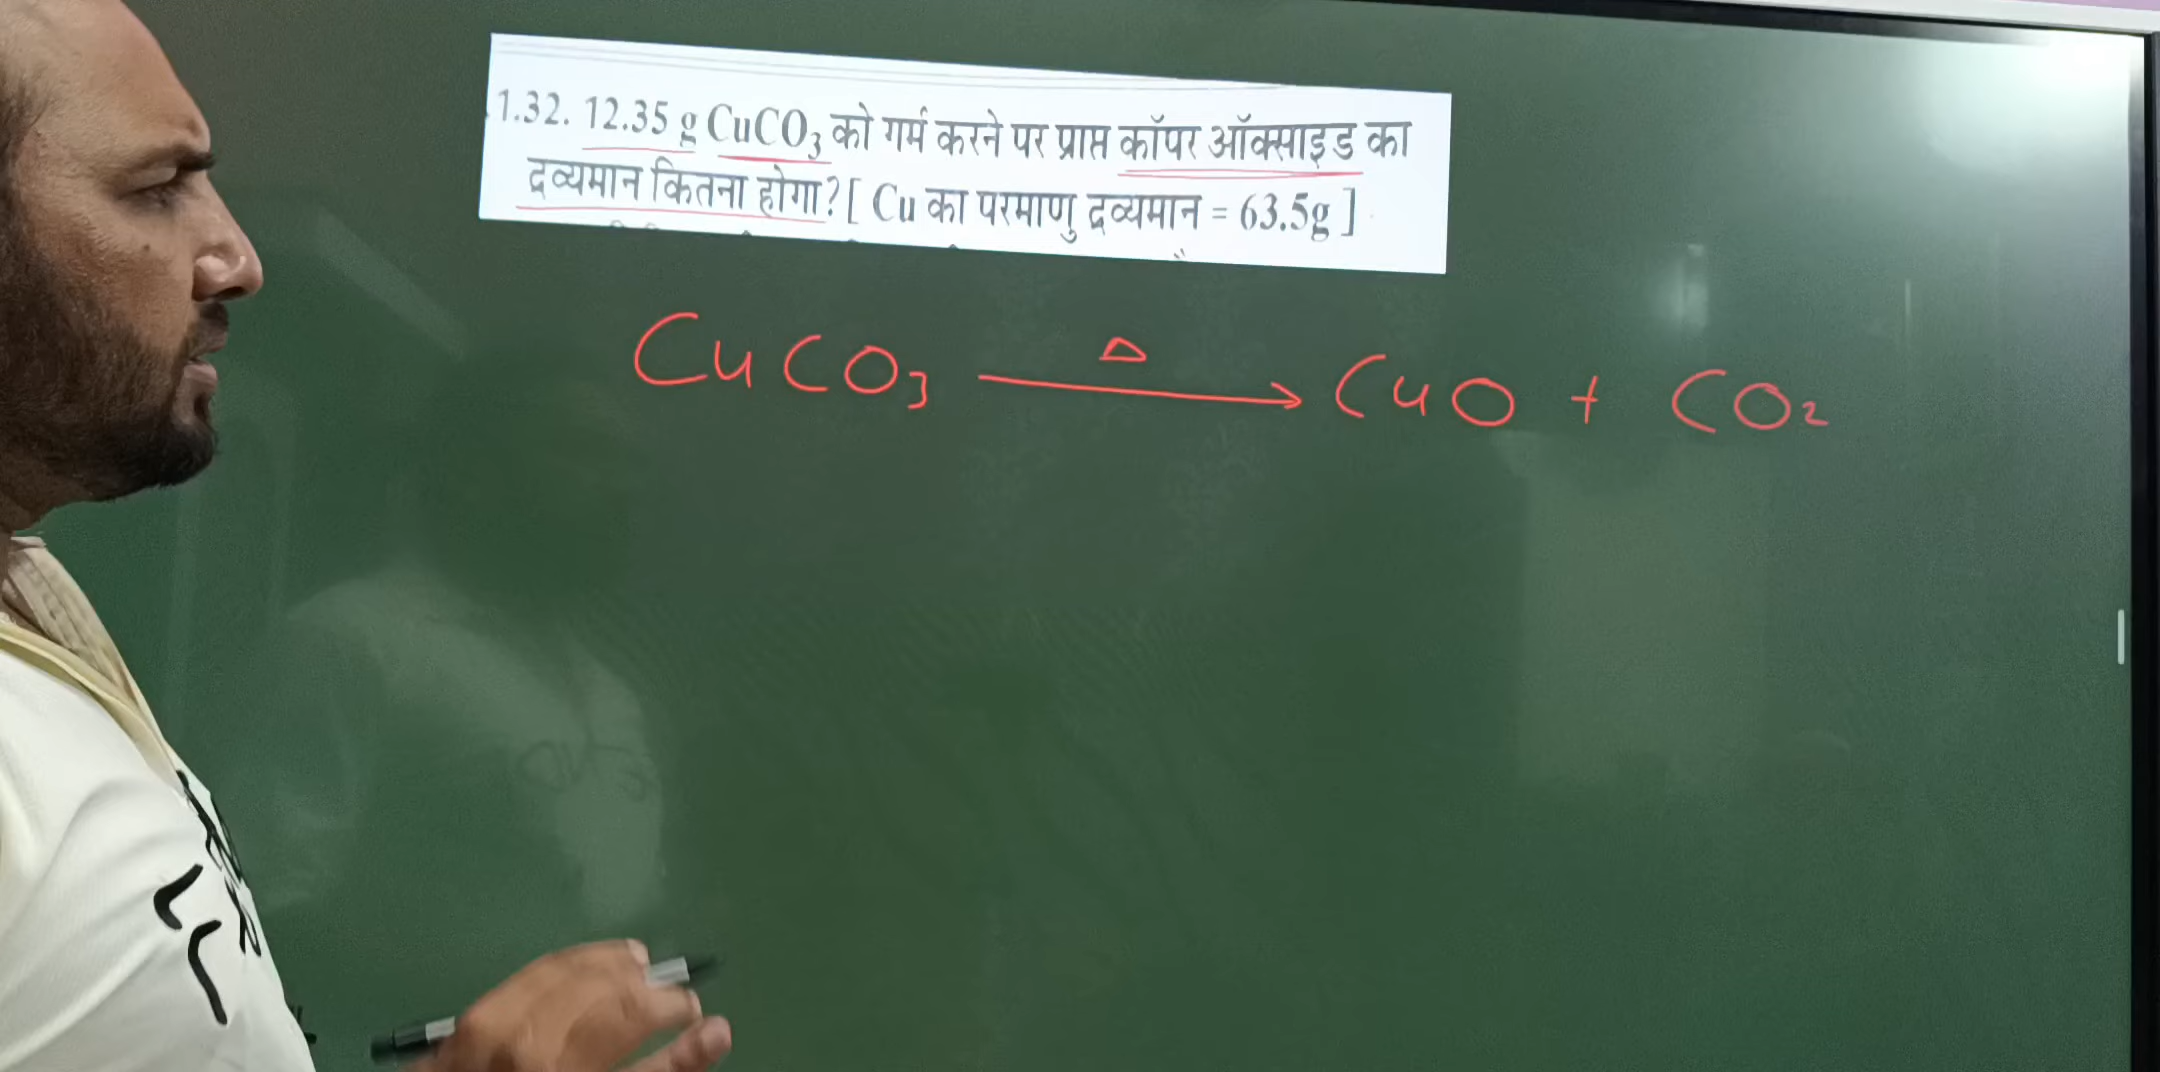 1.32. 12.35 g CuCO₃ को गर्म करने पर प्राप्त कॉपर ऑक्साइड का
द्रव्यमान कितना होगा? [ Cu का परमाणु द्रव्यमान = 63.5g ]
Δ
CuCO₃ → CuO + CO₂